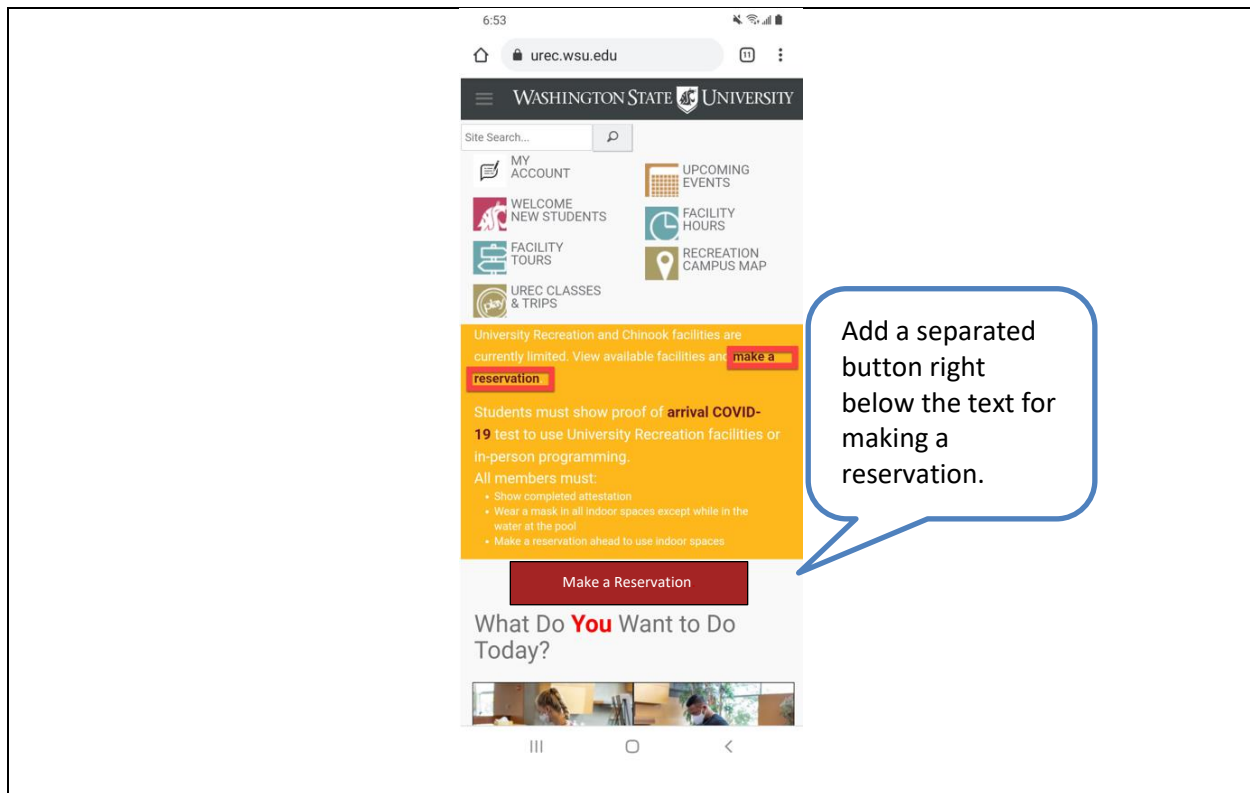 6:53
urec.wsu.edu
11
WASHINGTON STATE UNIVERSITY
Site Search...
MY
ACCOUNT
UPCOMING
EVENTS
WELCOME
NEW STUDENTS
FACILITY
HOURS
FACILITY
TOURS
RECREATION
CAMPUS MAP
play
UREC CLASSES
& TRIPS
University Recreation and Chinook facilities are
currently limited. View available facilities and make a
reservation
Students must show proof of arrival COVID-
19 test to use University Recreation facilities or
in-person programming.
All members must:
• Show completed attestation
• Wear a mask in all indoor spaces except while in the
water at the pool
• Make a reservation ahead to use indoor spaces
Make a Reservation
What Do You Want to Do
Today?
Add a separated
button right
below the text for
making a
reservation.